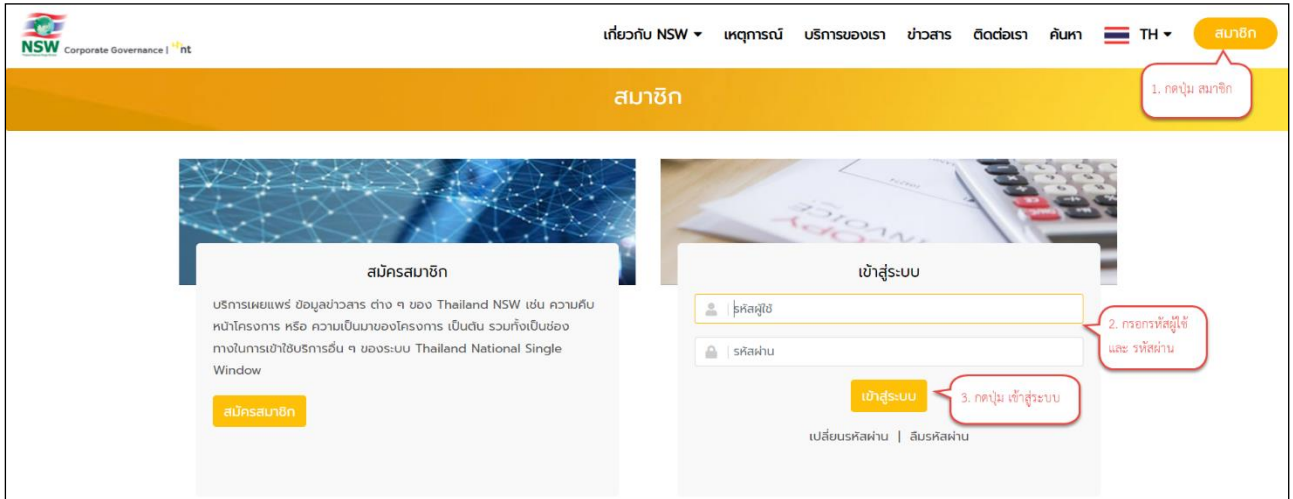 NSW Corporate Governance | nt
เกี่ยวกับ NSW เหตุการณ์ บริการของเรา ข่าวสาร ติดต่อเรา ค้นหา TH สมาชิก
1. กดปุ่ม สมาชิก
สมาชิก
INVOICE
COPY
สมัครสมาชิก
บริการเผยแพร่ ข้อมูลข่าวสาร ต่าง ๆ ของ Thailand NSW เช่น ความคืบ
หน้าโครงการ หรือ ความเป็นมาของโครงการ เป็นต้น รวมทั้งเป็นช่อง
ทางในการเข้าใช้บริการอื่น ๆ ของระบบ Thailand National Single
Window
สมัครสมาชิก
เข้าสู่ระบบ
รหัสผู้ใช้
รหัสผ่าน
2. กรอกรหัสผู้ใช้
และ รหัสผ่าน
เข้าสู่ระบบ
3. กดปุ่ม เข้าสู่ระบบ
เปลี่ยนรหัสผ่าน | ลืมรหัสผ่าน